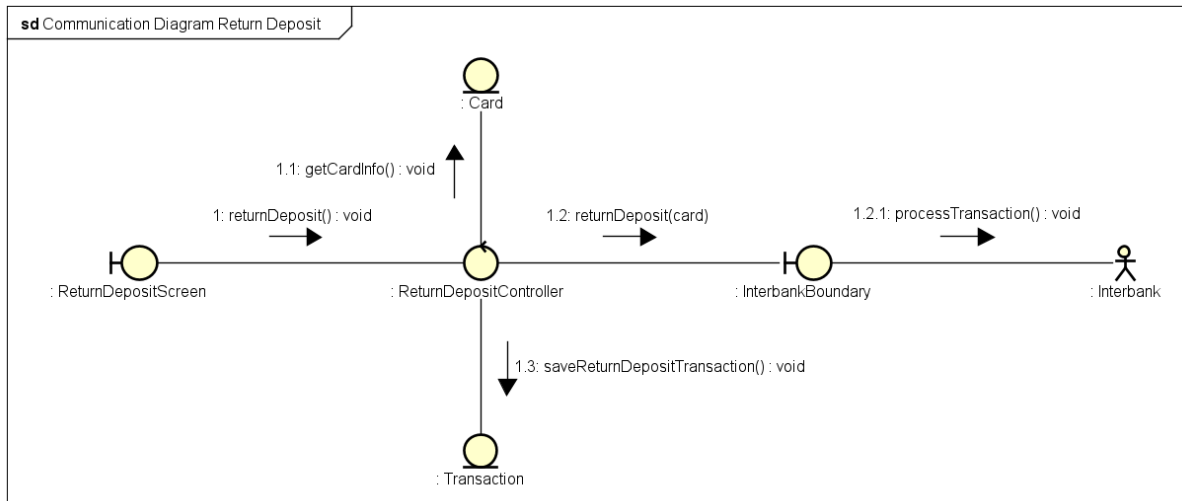 sd Communication Diagram Return Deposit
: Card
1.1: getCardInfo() : void
1: returnDeposit() : void
1.2: returnDeposit(card)
1.2.1: processTransaction() : void
: ReturnDepositScreen
: ReturnDepositController
: InterbankBoundary
: Interbank
1.3: saveReturnDepositTransaction() : void
: Transaction